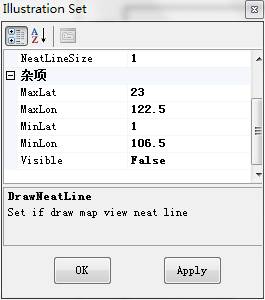 Illustration Set
NeatLineSize 1
杂项
MaxLat 23
MaxLon 122.5
MinLat 1
MinLon 106.5
Visible False
DrawNeatLine
Set if draw map view neat line
OK Apply